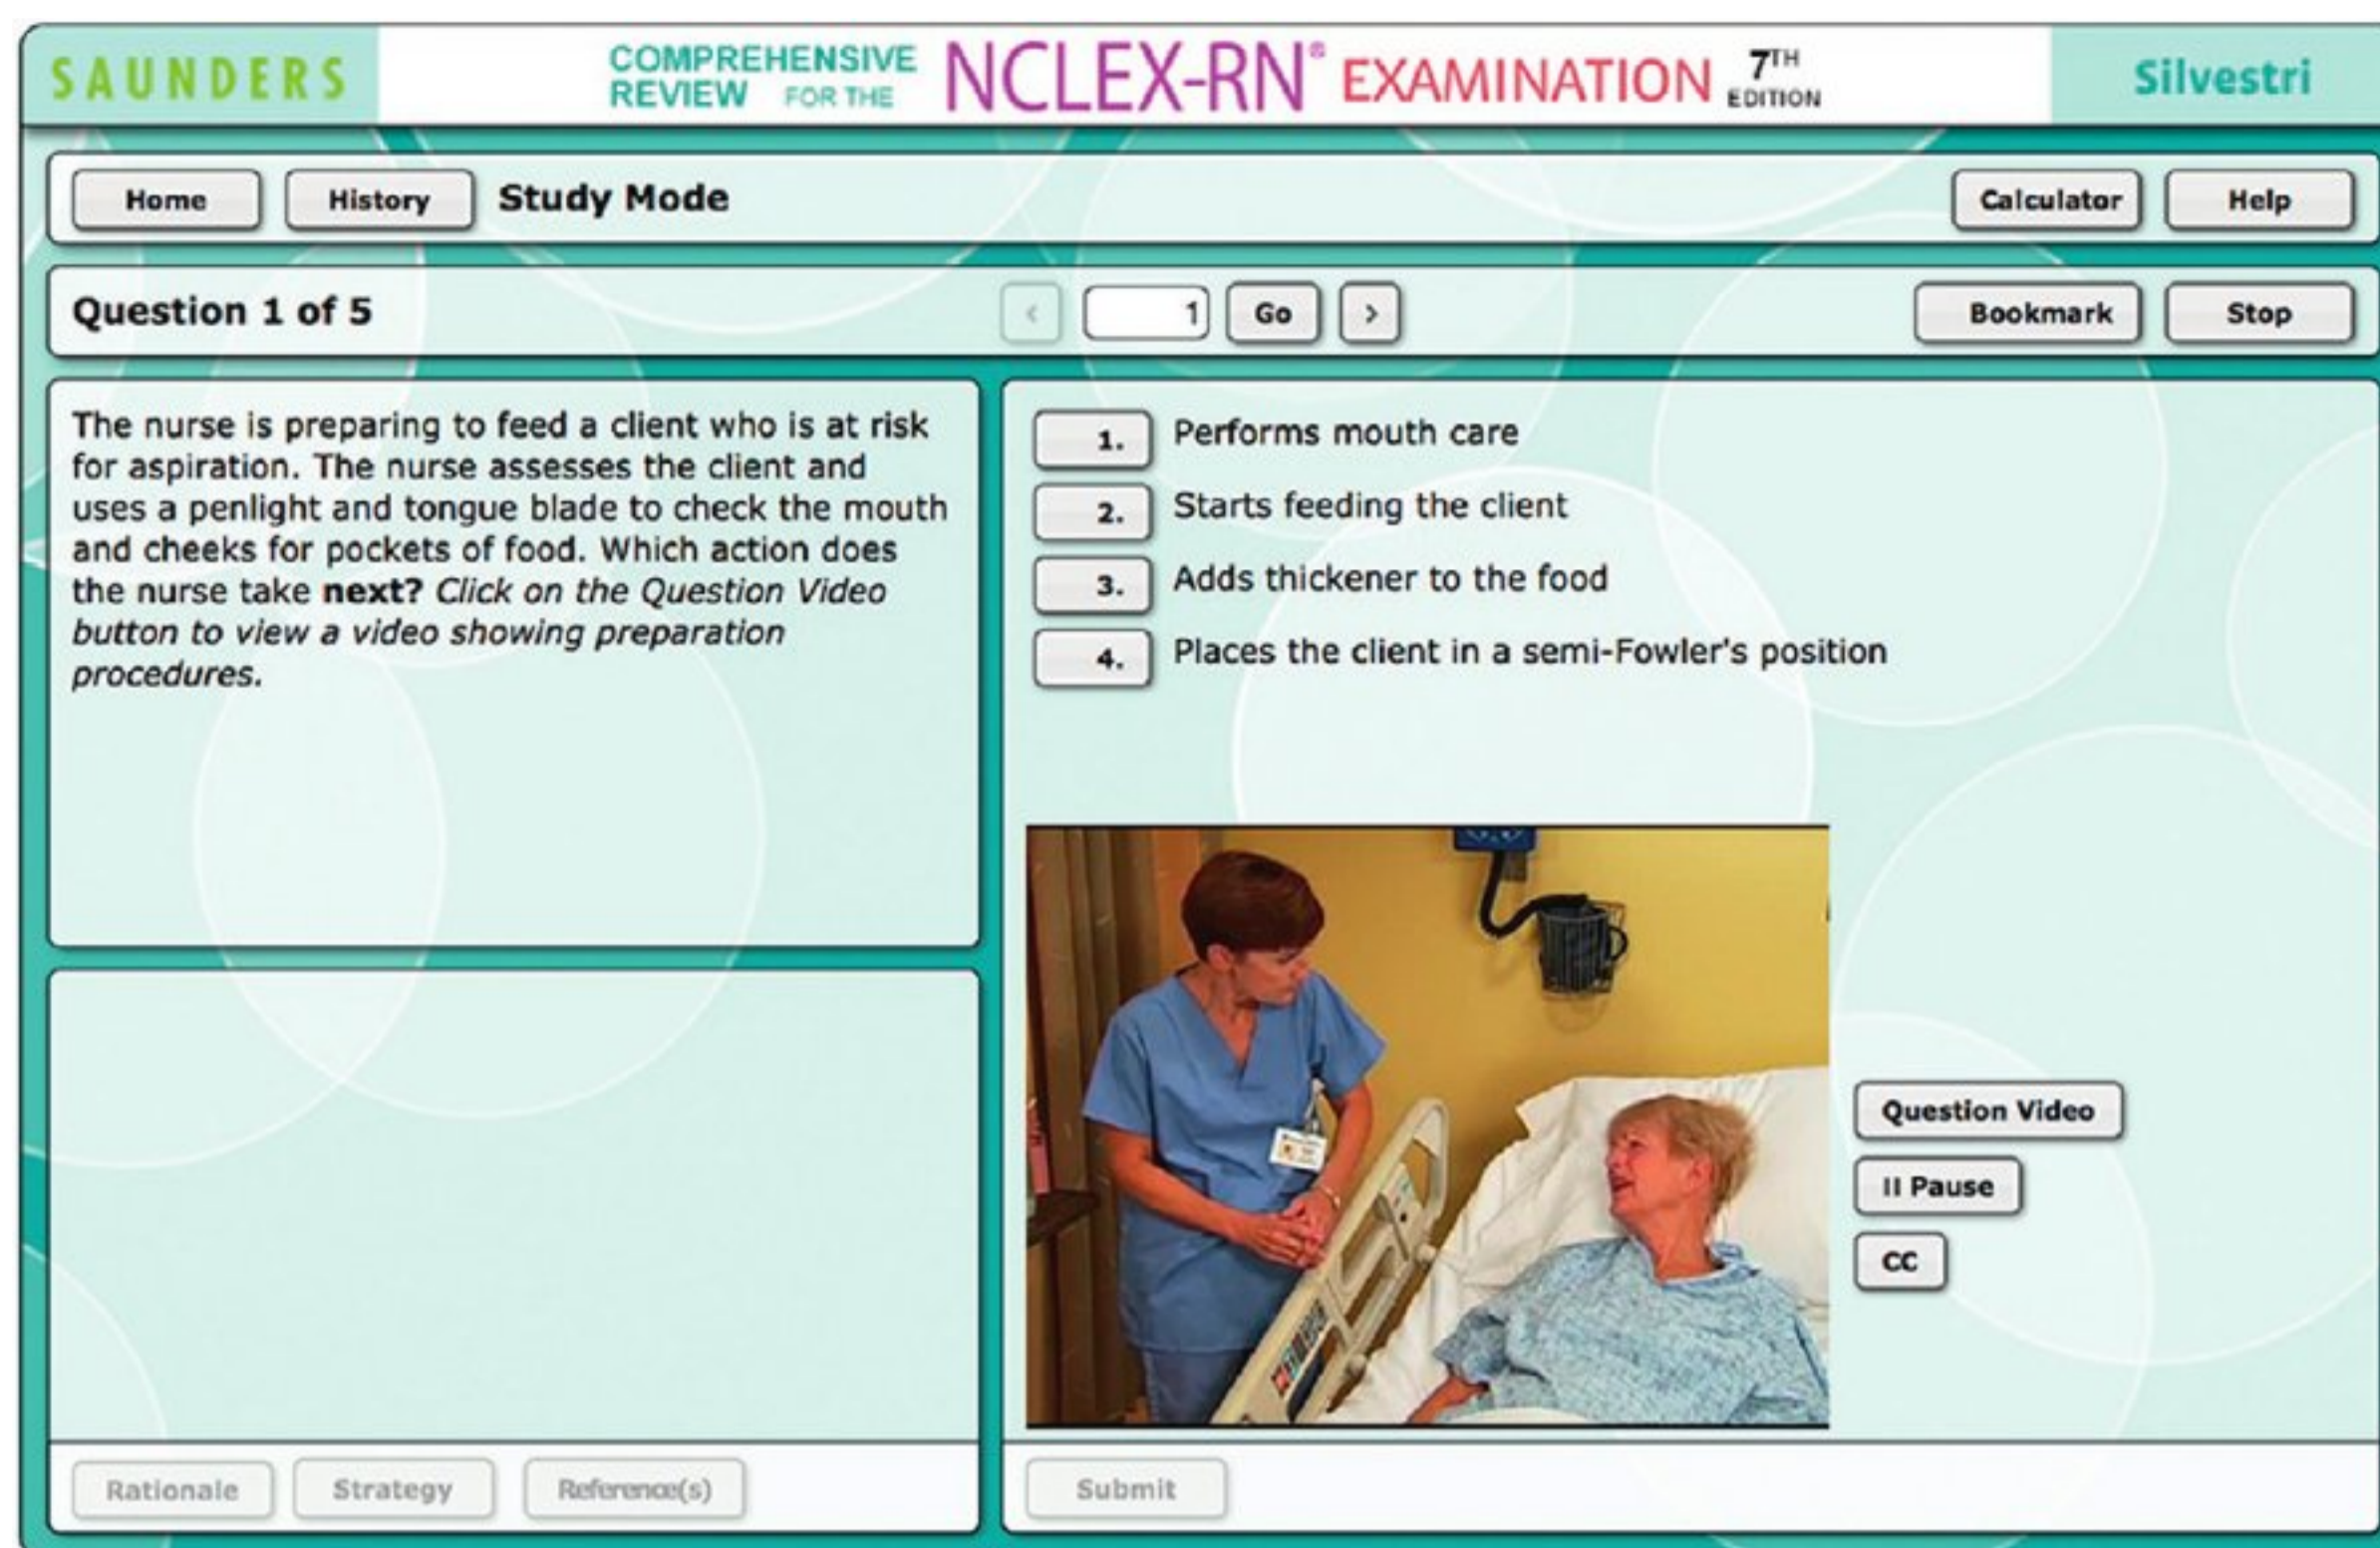 SAUNDERS
COMPREHENSIVE
REVIEW FOR THE
NCLEX-RN® EXAMINATION 7TH
EDITION
Silvestri
Home
History
Study Mode
Calculator
Help
Question 1 of 5
<
1
Go
>
Bookmark
Stop
The nurse is preparing to feed a client who is at risk
for aspiration. The nurse assesses the client and
uses a penlight and tongue blade to check the mouth
and cheeks for pockets of food. Which action does
the nurse take next? Click on the Question Video
button to view a video showing preparation
procedures.
1. Performs mouth care
2. Starts feeding the client
3. Adds thickener to the food
4. Places the client in a semi-Fowler's position
Question Video
II Pause
CC
Rationale
Strategy
Reference(s)
Submit